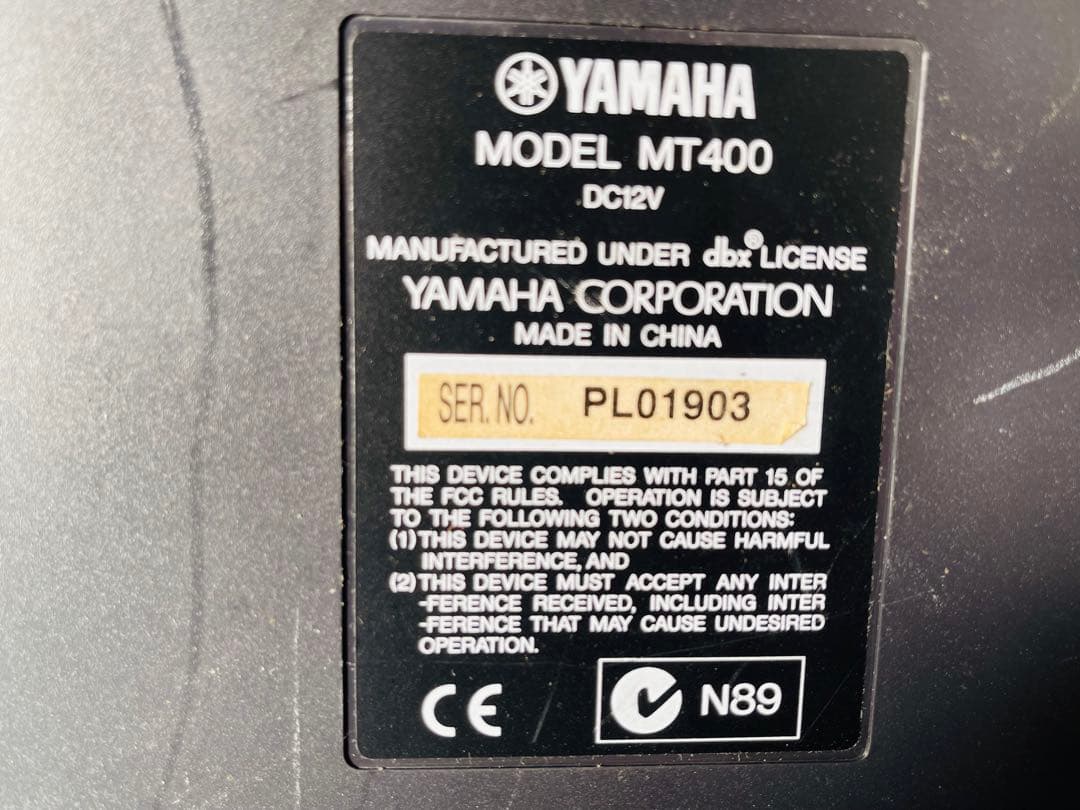 YAMAHA
MODEL MT400
DC12V
MANUFACTURED UNDER dbx® LICENSE
YAMAHA CORPORATION
MADE IN CHINA
SER. NO. PL01903
THIS DEVICE COMPLIES WITH PART 15 OF
THE FCC RULES. OPERATION IS SUBJECT
TO THE FOLLOWING TWO CONDITIONS:
(1) THIS DEVICE MAY NOT CAUSE HARMFUL
INTERFERENCE, AND
(2) THIS DEVICE MUST ACCEPT ANY INTER
-FERENCE RECEIVED, INCLUDING INTER
-FERENCE THAT MAY CAUSE UNDESIRED
OPERATION.
CE N89